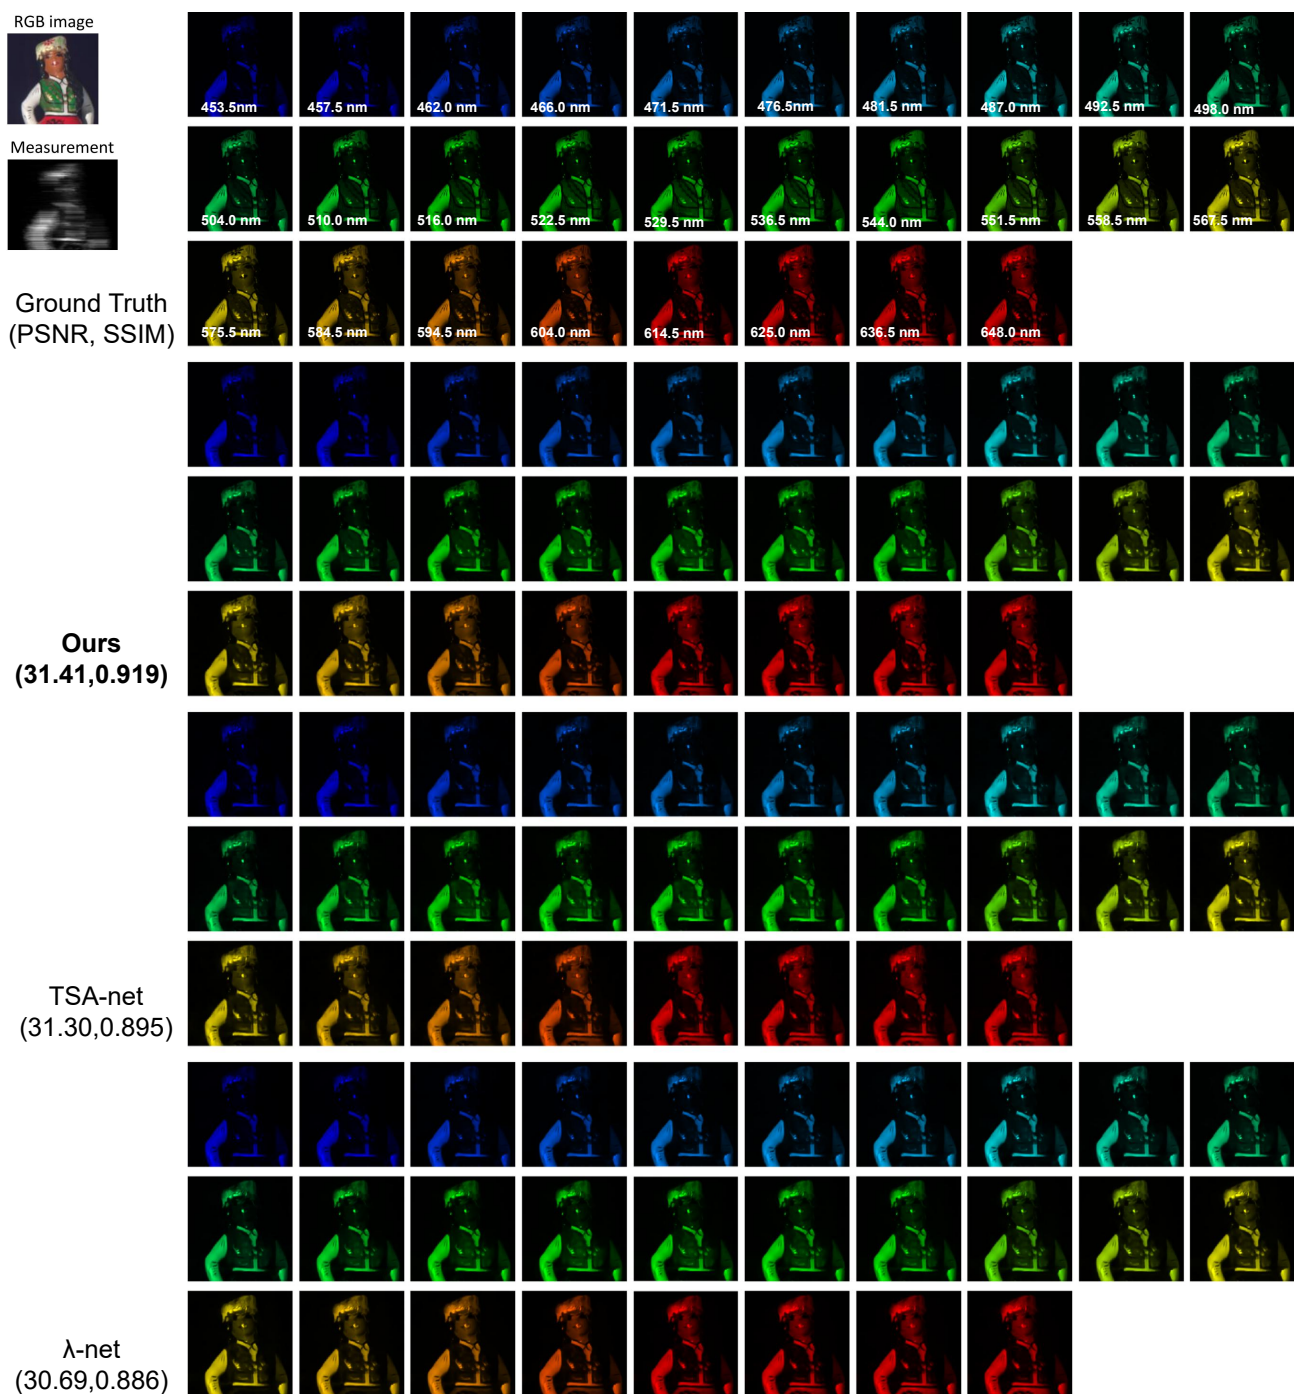 RGB image
453.5nm 457.5 nm 462.0 nm 466.0 nm 471.5 nm 476.5nm 481.5 nm 487.0 nm 492.5 nm 498.0 nm
Measurement
504.0 nm 510.0 nm 516.0 nm 522.5 nm 529.5 nm 536.5 nm 544.0 nm 551.5 nm 558.5 nm 567.5 nm
Ground Truth
(PSNR, SSIM)
575.5 nm 584.5 nm 594.5 nm 604.0 nm 614.5 nm 625.0 nm 636.5 nm 648.0 nm
Ours
(31.41,0.919)
TSA-net
(31.30,0.895)
λ-net
(30.69,0.886)